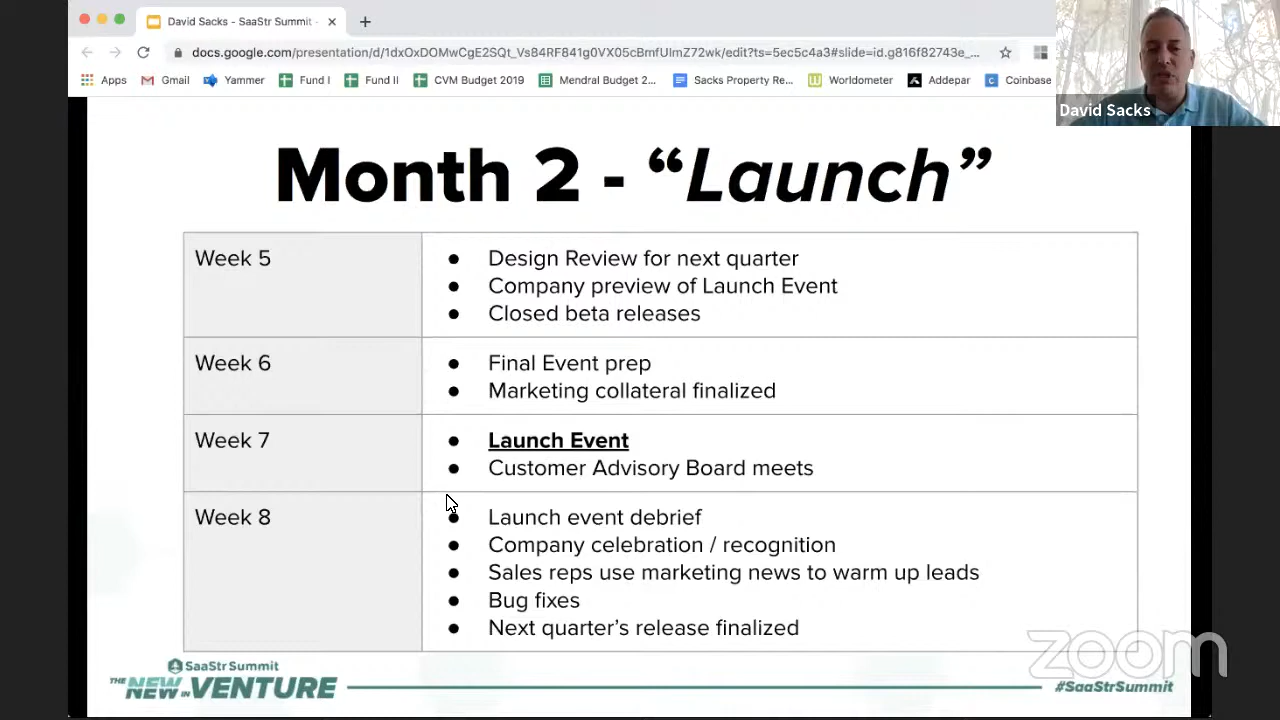 David Sacks - SaaStr Summit -
docs.google.com/presentation/d/1dxOxDOMwCgE2SQt_Vs84RF841g0VX05cBmfUlmZ72wk/edit?ts=5ec5c4a3#slide=id.g816f82743e_...
Apps Gmail Yammer Fund I Fund II CVM Budget 2019 Mendral Budget 2... Sacks Property Re... Worldometer Addepar Coinbase
David Sacks
Month 2 - “Launch”
Week 5
● Design Review for next quarter
● Company preview of Launch Event
● Closed beta releases
Week 6
● Final Event prep
● Marketing collateral finalized
Week 7
● Launch Event
● Customer Advisory Board meets
Week 8
● Launch event debrief
● Company celebration / recognition
● Sales reps use marketing news to warm up leads
● Bug fixes
● Next quarter’s release finalized
zoom
SaaStr Summit
THE NEW IN VENTURE
#SaaStrSummit